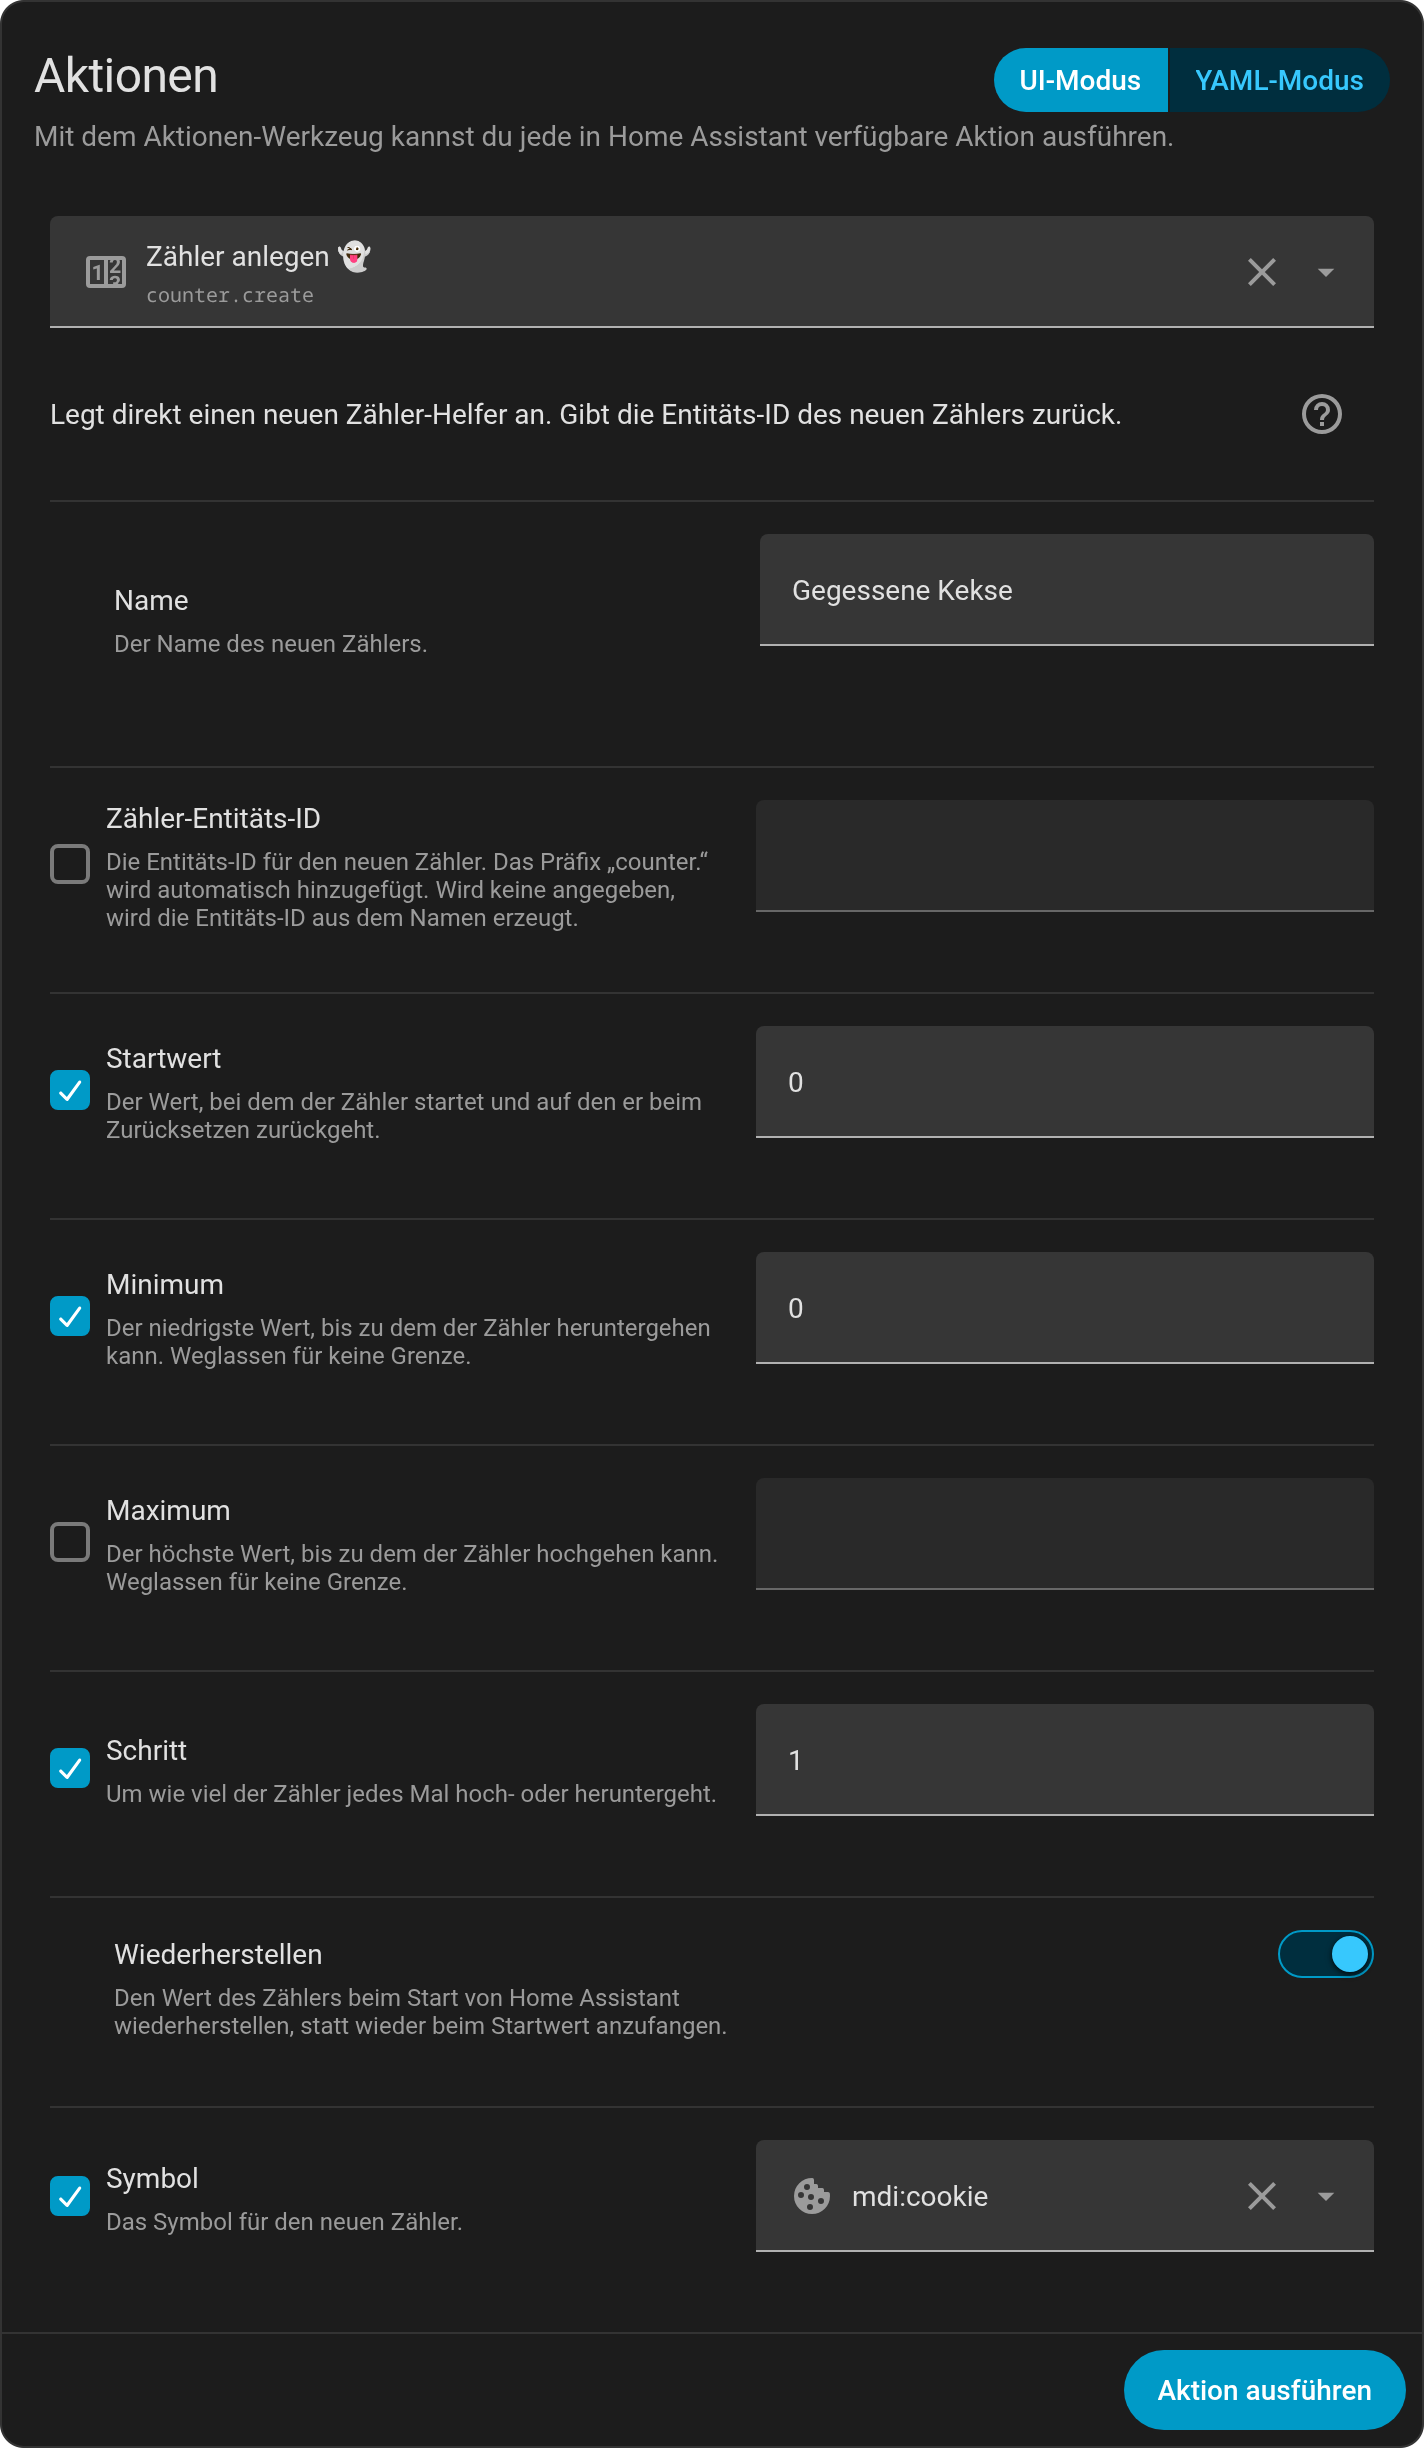 Aktionen
UI-Modus
YAML-Modus
Mit dem Aktionen-Werkzeug kannst du jede in Home Assistant verfügbare Aktion ausführen.
Zähler anlegen 👻
counter.create
Legt direkt einen neuen Zähler-Helfer an. Gibt die Entitäts-ID des neuen Zählers zurück.
Name
Der Name des neuen Zählers.
Gegessene Kekse
Zähler-Entitäts-ID
Die Entitäts-ID für den neuen Zähler. Das Präfix „counter.“
wird automatisch hinzugefügt. Wird keine angegeben,
wird die Entitäts-ID aus dem Namen erzeugt.
Startwert
Der Wert, bei dem der Zähler startet und auf den er beim
Zurücksetzen zurückgeht.
0
Minimum
Der niedrigste Wert, bis zu dem der Zähler heruntergehen
kann. Weglassen für keine Grenze.
0
Maximum
Der höchste Wert, bis zu dem der Zähler hochgehen kann.
Weglassen für keine Grenze.
Schritt
Um wie viel der Zähler jedes Mal hoch- oder heruntergeht.
1
Wiederherstellen
Den Wert des Zählers beim Start von Home Assistant
wiederherstellen, statt wieder beim Startwert anzufangen.
Symbol
Das Symbol für den neuen Zähler.
mdi:cookie
Aktion ausführen